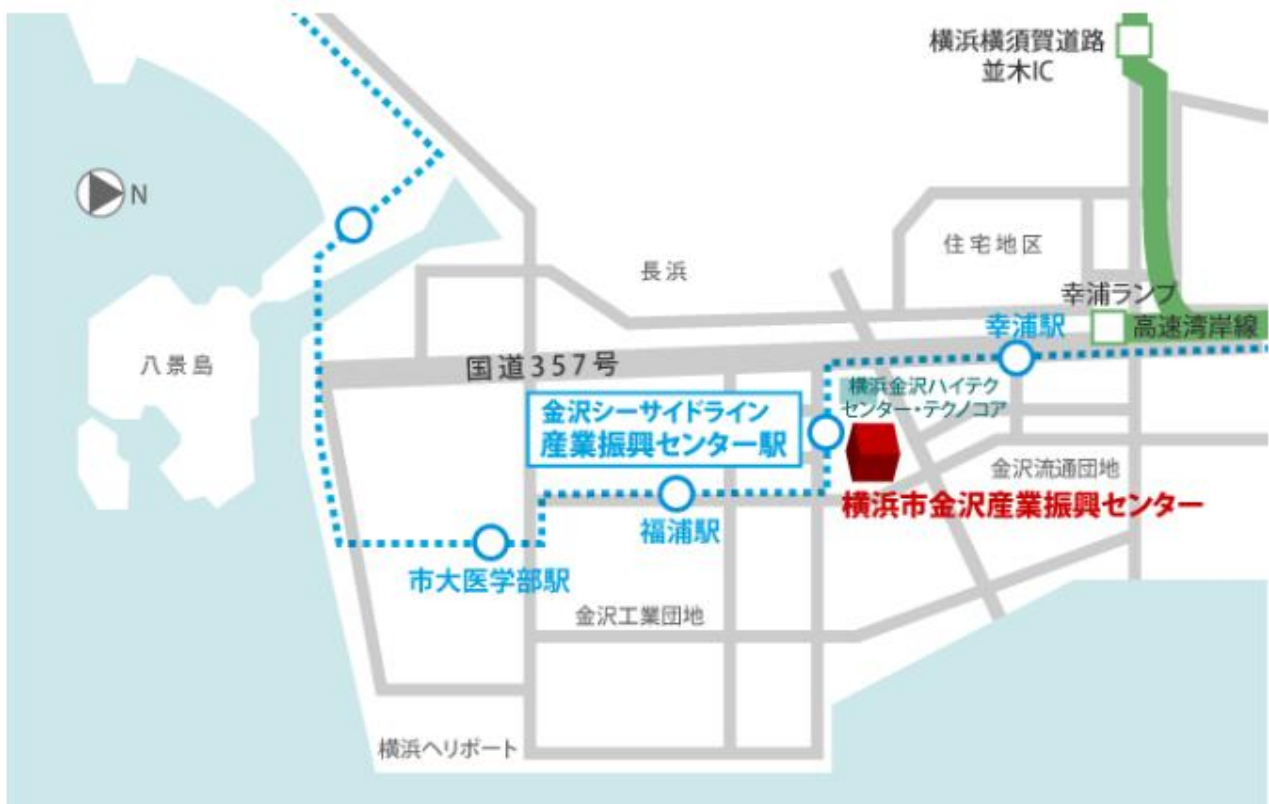 横浜横須賀道路
並木IC
N
住宅地区
長浜
幸浦ランプ
幸浦駅
高速湾岸線
八景島
国道357号
横浜金沢ハイテク
センター・テクノコア
金沢シーサイドライン
産業振興センター駅
金沢流通団地
横浜市金沢産業振興センター
福浦駅
市大医学部駅
金沢工業団地
横浜ヘリポート